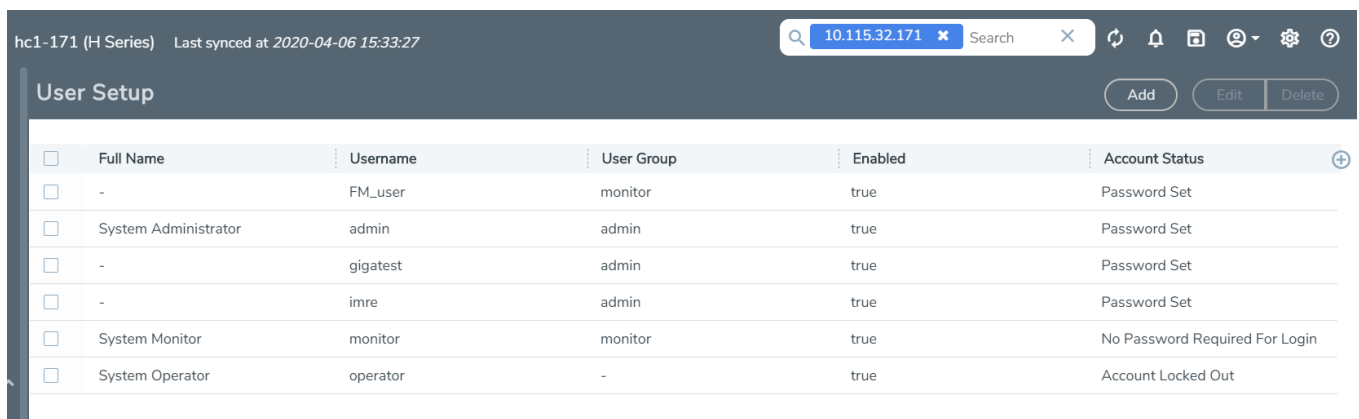 hc1-171 (H Series) Last synced at 2020-04-06 15:33:27 10.115.32.171 Search
User Setup Add Edit Delete
Full Name Username User Group Enabled Account Status
- FM_user monitor true Password Set
System Administrator admin admin true Password Set
- gigatest admin true Password Set
- imre admin true Password Set
System Monitor monitor monitor true No Password Required For Login
System Operator operator - true Account Locked Out